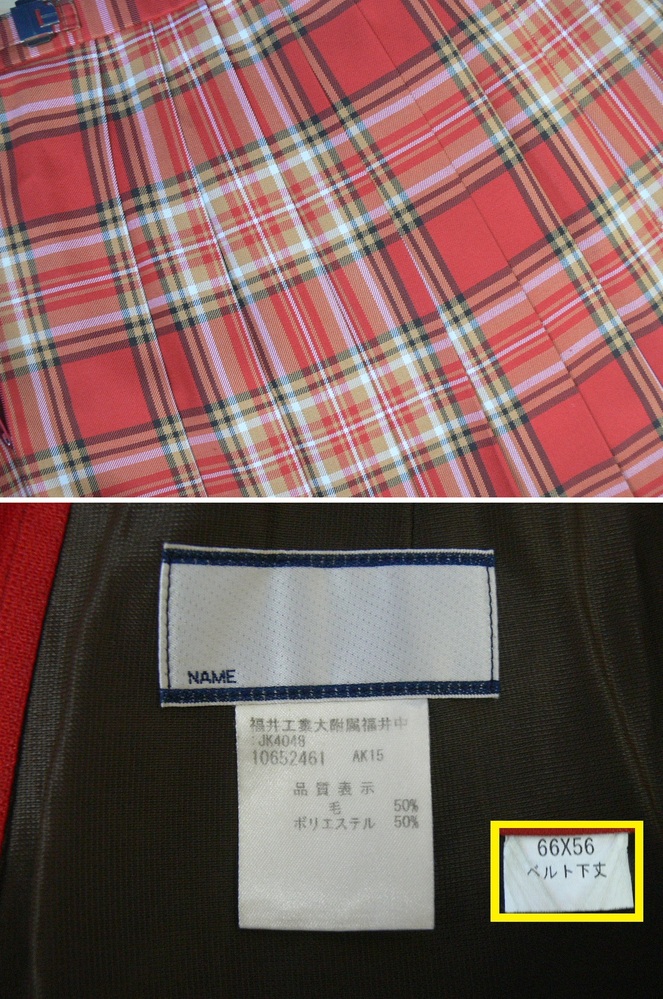 NAME
福井工業大附属福井中
:JK4048
10652461 AK15
品質表示
毛 50%
ポリエステル 50%
66X56
ベルト下丈